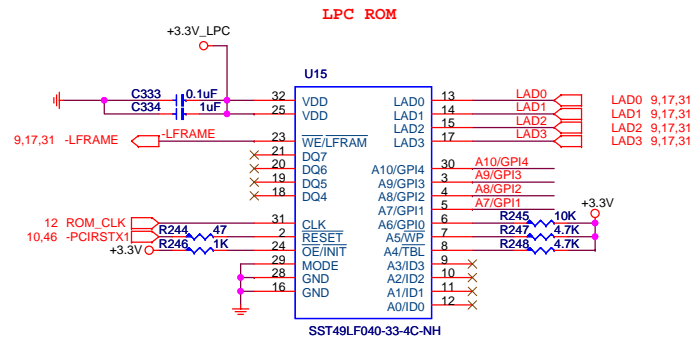 LPC ROM
+3.3V_LPC
U15
C333 0.1uF 32 VDD LAD0 13 LAD0 LAD0 9,17,31
C334 1uF 25 VDD LAD1 14 LAD1 LAD1 9,17,31
LAD2 15 LAD2 LAD2 9,17,31
9,17,31 -LFRAME -LFRAME 23 WE/LFRAM LAD3 17 LAD3 LAD3 9,17,31
21 DQ7
20 DQ6 A10/GPI4 30 A10/GPI4
19 DQ5 A9/GPI3 3 A9/GPI3
18 DQ4 A8/GPI2 4 A8/GPI2
A7/GPI1 5 A7/GPI1
+3.3V
12 ROM_CLK 31 CLK A6/GPI0 6 R245 10K
10,46 -PCIRSTX1 R244 47 2 RESET A5/WP 7 R247 4.7K
+3.3V R246 1K 24 OE/INIT A4/TBL 8 R248 4.7K
29 MODE A3/ID3 9
28 GND A2/ID2 10
16 GND A1/ID1 11
A0/ID0 12
SST49LF040-33-4C-NH